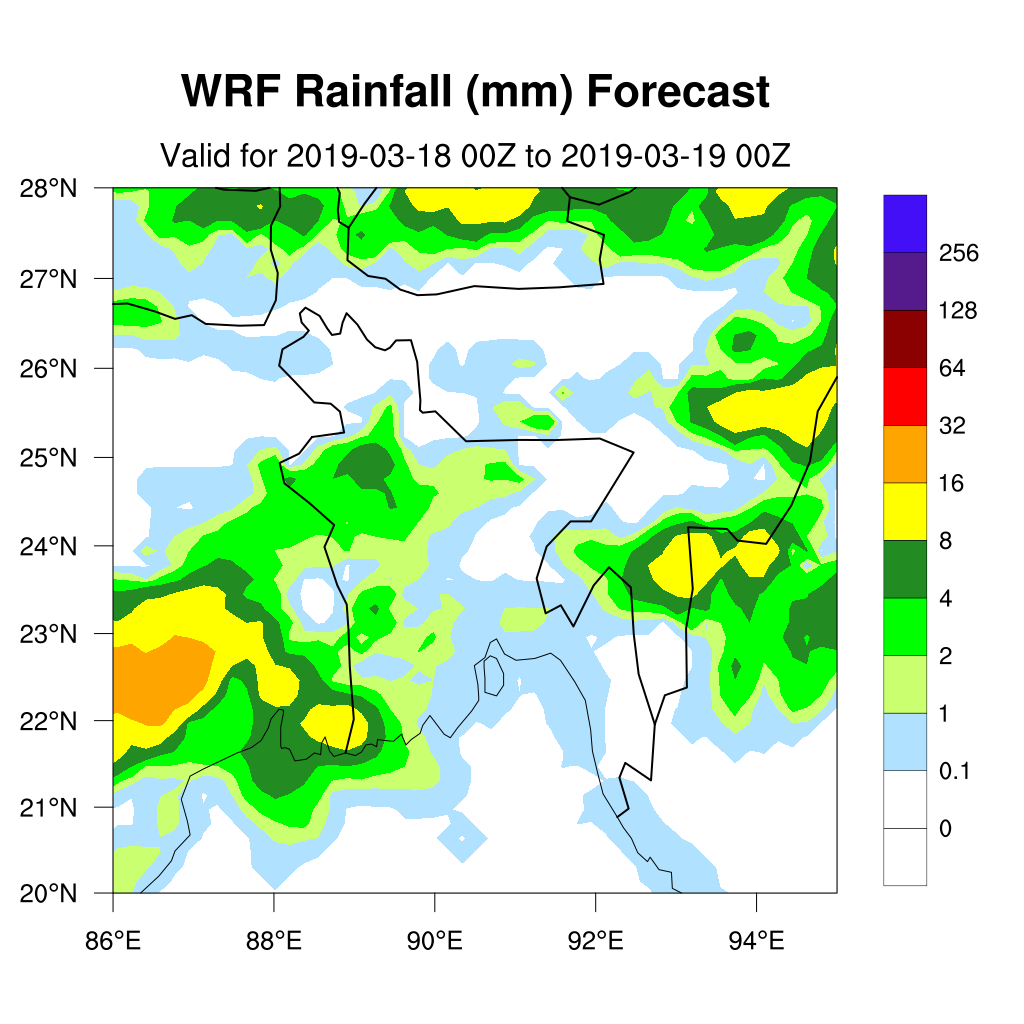 WRF Rainfall (mm) Forecast
Valid for 2019-03-18 00Z to 2019-03-19 00Z
28°N
27°N
26°N
25°N
24°N
23°N
22°N
21°N
20°N
86°E 88°E 90°E 92°E 94°E
256
128
64
32
16
8
4
2
1
0.1
0